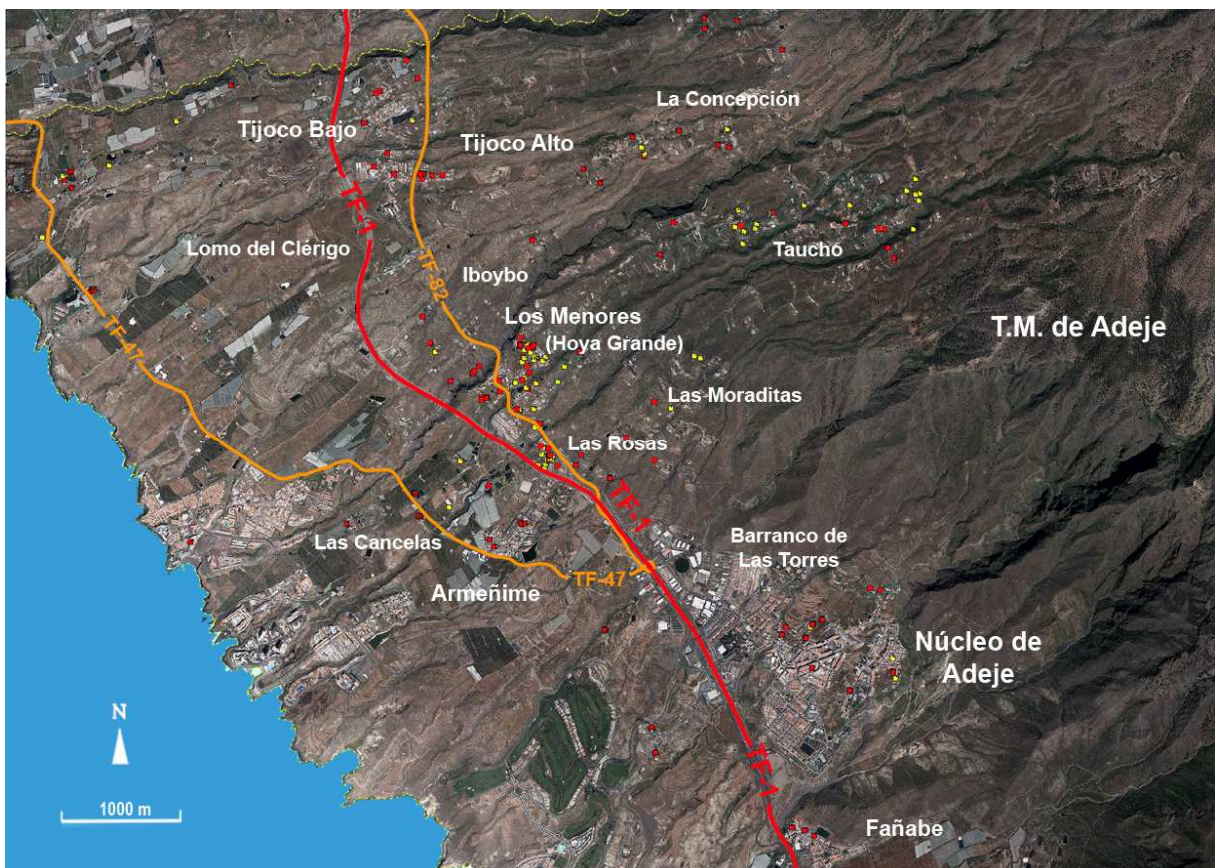 La Concepción
Tijoco Bajo
Tijoco Alto
TF-1
Lomo del Clérigo
Taucho
Iboybo
TF-82
TF-47
Los Menores
(Hoya Grande)
T.M. de Adeje
Las Moraditas
Las Rosas
TF-1
Las Cancelas
Barranco de
Las Torres
TF-47
Armeñime
Núcleo de
Adeje
N
TF-1
1000 m
Fañabe